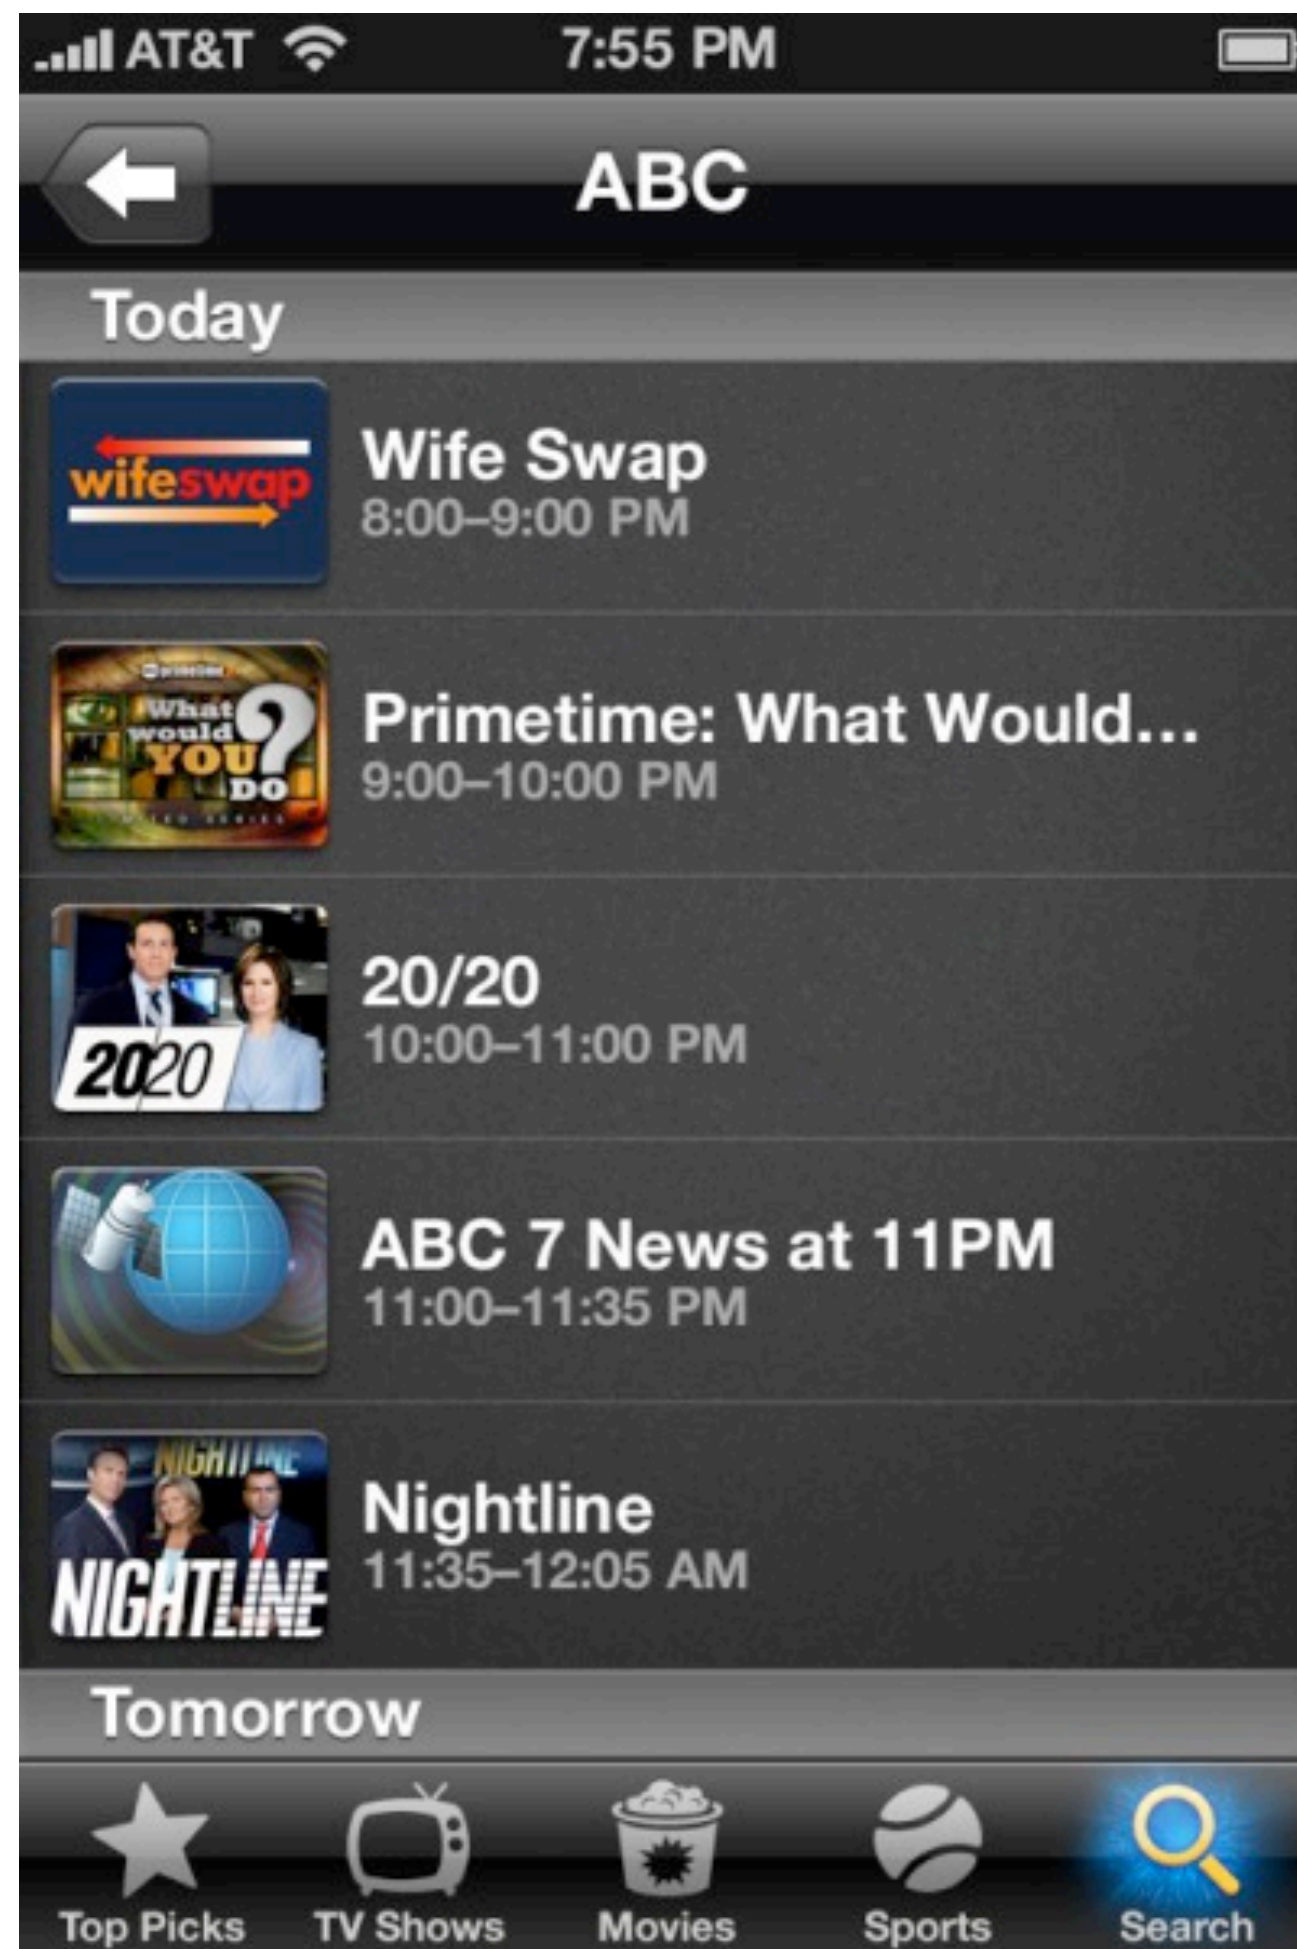 AT&T 7:55 PM
ABC
Today
wifeswap
Wife Swap
8:00–9:00 PM
primetime
What
would
YOU
DO
?
LIMITED SERIES
Primetime: What Would...
9:00–10:00 PM
2020
20/20
10:00–11:00 PM
ABC 7 News at 11PM
11:00–11:35 PM
NIGHTLINE
NIGHTLINE
Nightline
11:35–12:05 AM
Tomorrow
Top Picks TV Shows Movies Sports Search